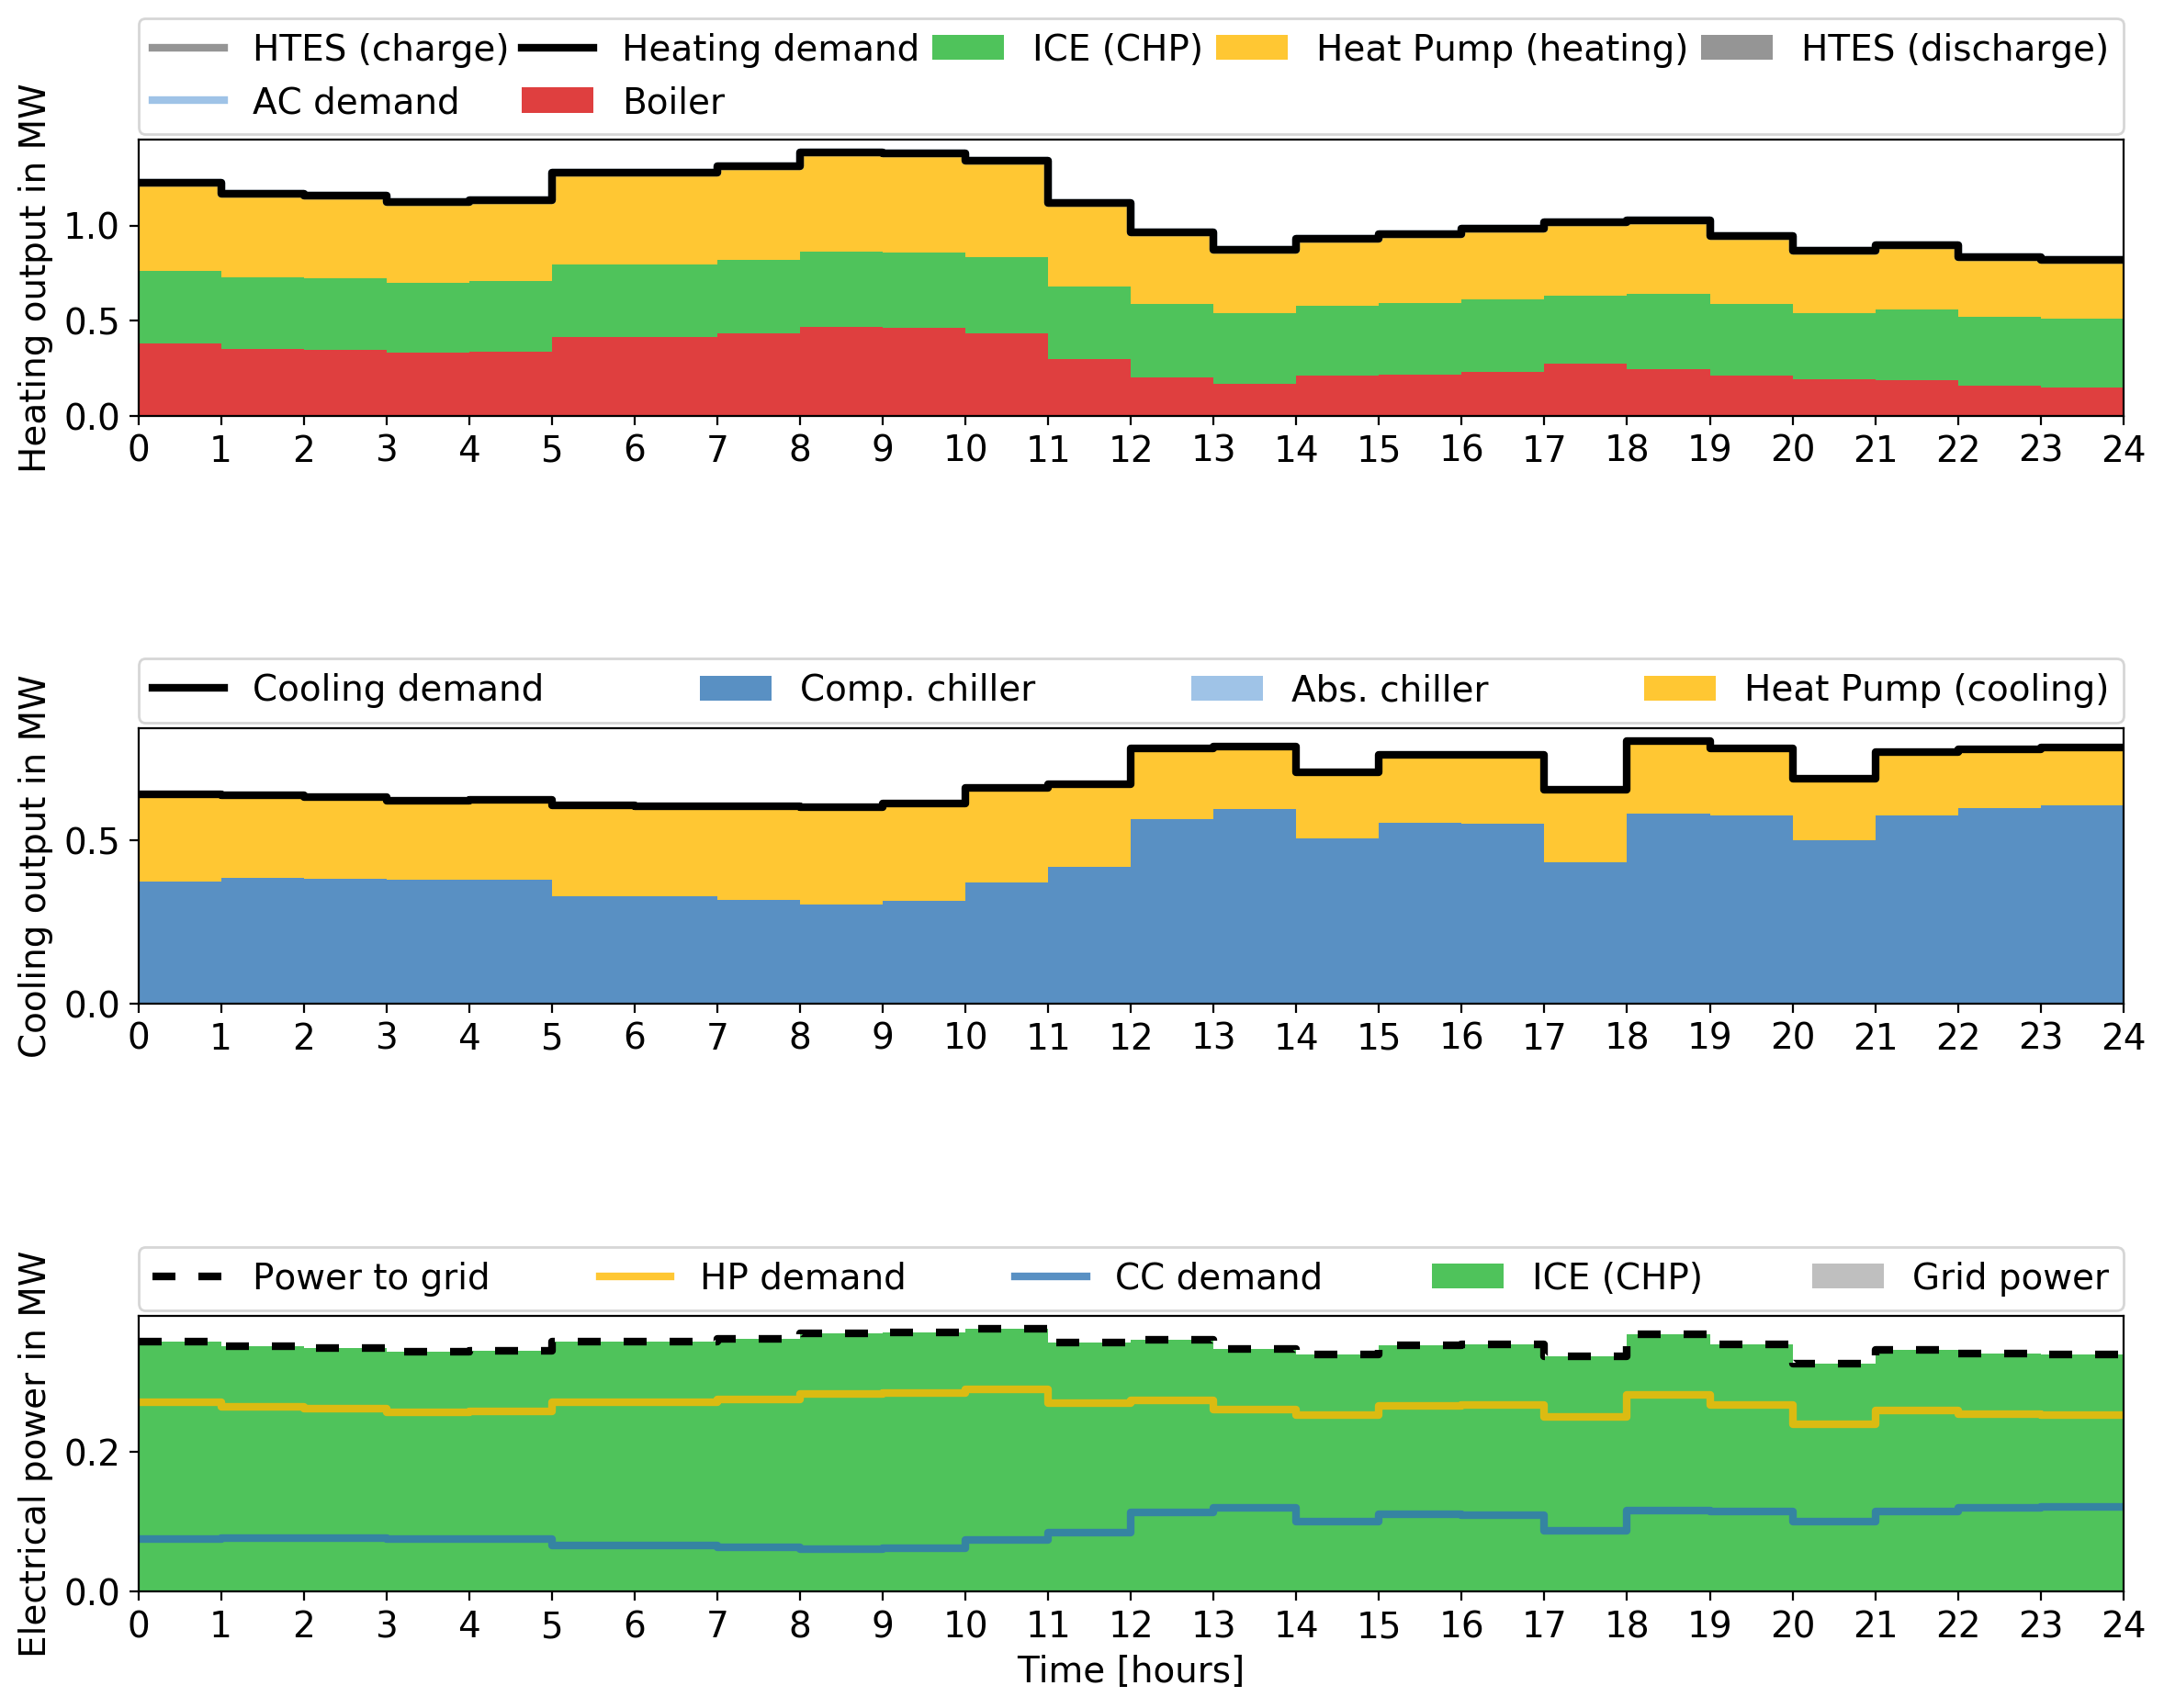 HTES (charge) Heating demand ICE (CHP) Heat Pump (heating) HTES (discharge)
AC demand Boiler
Heating output in MW
1.0
0.5
0.0
0 1 2 3 4 5 6 7 8 9 10 11 12 13 14 15 16 17 18 19 20 21 22 23 24
Cooling demand Comp. chiller Abs. chiller Heat Pump (cooling)
Cooling output in MW
0.5
0.0
0 1 2 3 4 5 6 7 8 9 10 11 12 13 14 15 16 17 18 19 20 21 22 23 24
Power to grid HP demand CC demand ICE (CHP) Grid power
Electrical power in MW
0.2
0.0
0 1 2 3 4 5 6 7 8 9 10 11 12 13 14 15 16 17 18 19 20 21 22 23 24
Time [hours]